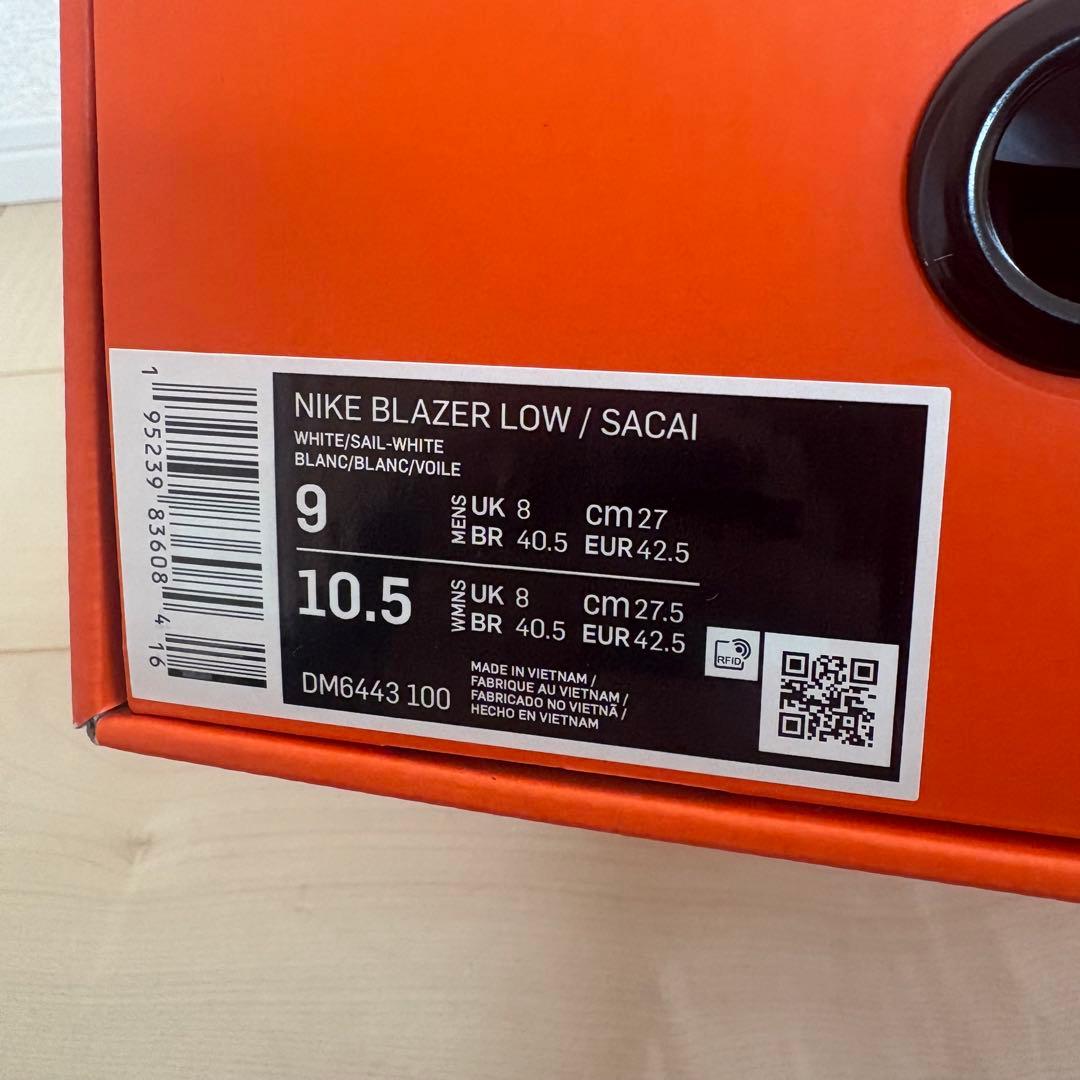 NIKE BLAZER LOW / SACAI
WHITE/SAIL-WHITE
BLANC/BLANC/VOILE
9 MENS UK 8 cm 27
BR 40.5 EUR 42.5
10.5 WMNS UK 8 cm 27.5
BR 40.5 EUR 42.5
DM6443 100
MADE IN VIETNAM /
FABRIQUE AU VIETNAM /
FABRICADO NO VIETNÃ /
HECHO EN VIETNAM
RFID
1 95239 83608 4 16